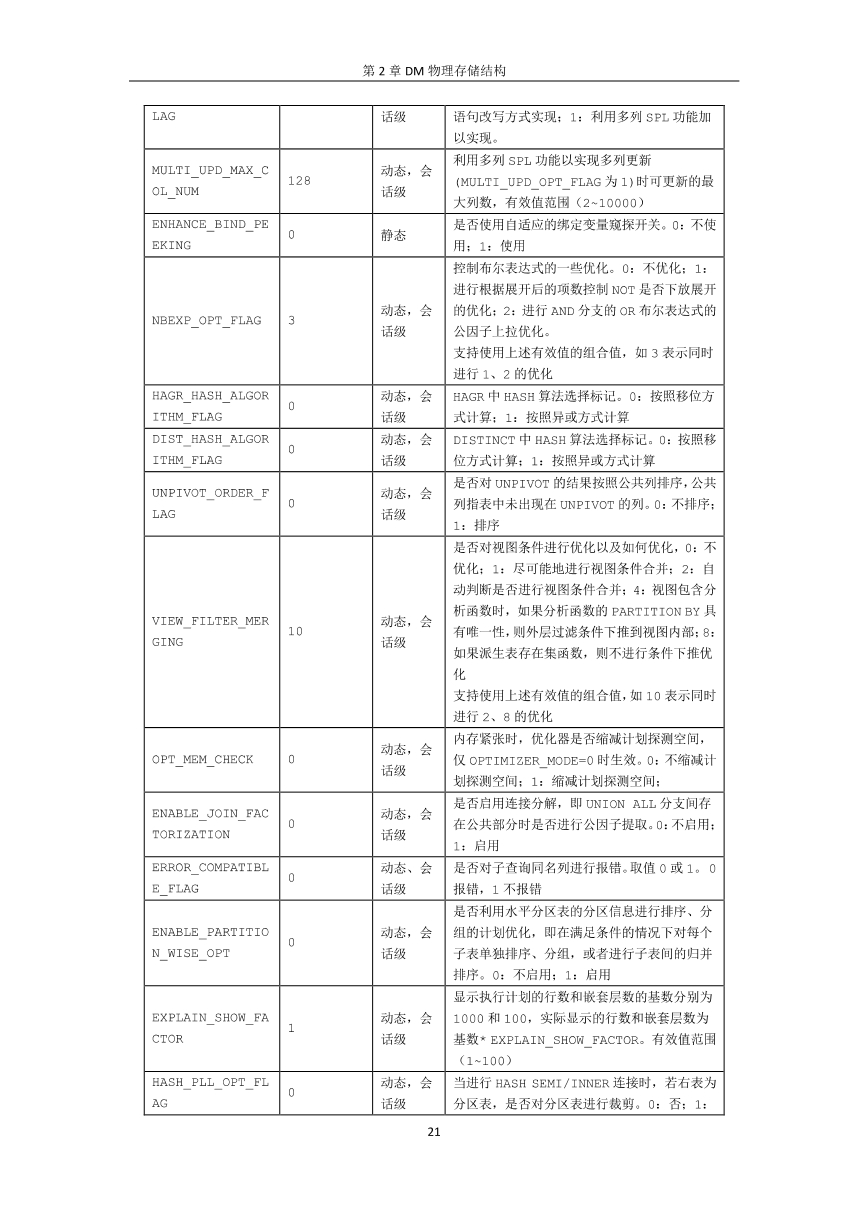 第 2 章 DM 物理存储结构
LAG
话级
语句改写方式实现；1：利用多列 SPL 功能加
以实现。
MULTI_UPD_MAX_C
OL_NUM
128
动态，会
话级
利用多列 SPL 功能以实现多列更新
(MULTI_UPD_OPT_FLAG 为 1)时可更新的最
大列数，有效值范围（2~10000）
ENHANCE_BIND_PE
EKING
0
静态
是否使用自适应的绑定变量窥探开关。0：不使
用；1：使用
NBEXP_OPT_FLAG
3
动态，会
话级
控制布尔表达式的一些优化。0：不优化；1：
进行根据展开后的项数控制 NOT 是否下放展开
的优化；2：进行 AND 分支的 OR 布尔表达式的
公因子上拉优化。
支持使用上述有效值的组合值，如 3 表示同时
进行 1、2 的优化
HAGR_HASH_ALGOR
ITHM_FLAG
0
动态，会
话级
HAGR 中 HASH 算法选择标记。0：按照移位方
式计算；1：按照异或方式计算
DIST_HASH_ALGOR
ITHM_FLAG
0
动态，会
话级
DISTINCT 中 HASH 算法选择标记。0：按照移
位方式计算；1：按照异或方式计算
UNPIVOT_ORDER_F
LAG
0
动态，会
话级
是否对 UNPIVOT 的结果按照公共列排序，公共
列指表中未出现在 UNPIVOT 的列。0：不排序；
1：排序
VIEW_FILTER_MER
GING
10
动态，会
话级
是否对视图条件进行优化以及如何优化，0：不
优化；1：尽可能地进行视图条件合并；2：自
动判断是否进行视图条件合并；4：视图包含分
析函数时，如果分析函数的 PARTITION BY 具
有唯一性，则外层过滤条件下推到视图内部；8：
如果派生表存在集函数，则不进行条件下推优
化
支持使用上述有效值的组合值，如 10 表示同时
进行 2、8 的优化
OPT_MEM_CHECK
0
动态，会
话级
内存紧张时，优化器是否缩减计划探测空间，
仅 OPTIMIZER_MODE=0 时生效。0：不缩减计
划探测空间；1：缩减计划探测空间；
ENABLE_JOIN_FAC
TORIZATION
0
动态，会
话级
是否启用连接分解，即 UNION ALL 分支间存
在公共部分时是否进行公因子提取。0：不启用；
1：启用
ERROR_COMPATIBL
E_FLAG
0
动态、会
话级
是否对子查询同名列进行报错。取值 0 或 1。0
报错，1 不报错
ENABLE_PARTITIO
N_WISE_OPT
0
动态，会
话级
是否利用水平分区表的分区信息进行排序、分
组的计划优化，即在满足条件的情况下对每个
子表单独排序、分组，或者进行子表间的归并
排序。0：不启用；1：启用
EXPLAIN_SHOW_FA
CTOR
1
动态，会
话级
显示执行计划的行数和嵌套层数的基数分别为
1000 和 100，实际显示的行数和嵌套层数为
基数* EXPLAIN_SHOW_FACTOR。有效值范围
（1~100）
HASH_PLL_OPT_FL
AG
0
动态，会
话级
当进行 HASH SEMI/INNER 连接时，若右表为
分区表，是否对分区表进行裁剪。0：否；1：
21